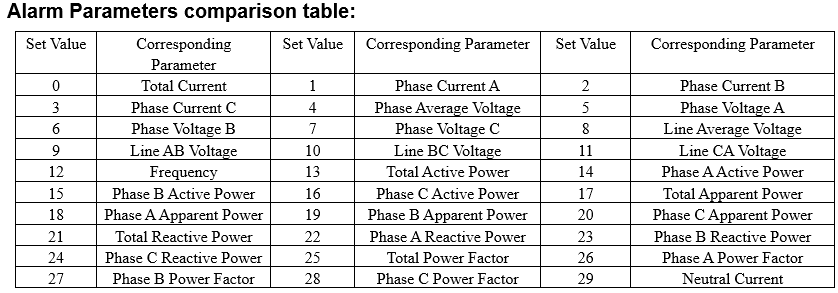 Alarm Parameters comparison table:
Set Value Corresponding Parameter Set Value Corresponding Parameter Set Value Corresponding Parameter
0 Total Current 1 Phase Current A 2 Phase Current B
3 Phase Current C 4 Phase Average Voltage 5 Phase Voltage A
6 Phase Voltage B 7 Phase Voltage C 8 Line Average Voltage
9 Line AB Voltage 10 Line BC Voltage 11 Line CA Voltage
12 Frequency 13 Total Active Power 14 Phase A Active Power
15 Phase B Active Power 16 Phase C Active Power 17 Total Apparent Power
18 Phase A Apparent Power 19 Phase B Apparent Power 20 Phase C Apparent Power
21 Total Reactive Power 22 Phase A Reactive Power 23 Phase B Reactive Power
24 Phase C Reactive Power 25 Total Power Factor 26 Phase A Power Factor
27 Phase B Power Factor 28 Phase C Power Factor 29 Neutral Current